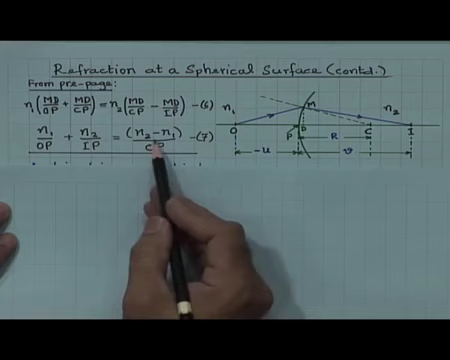 Refraction at a Spherical Surface (contd.)
From pre-page:
n₁(MD/OP + MD/CP) = n₂(MD/CP − MD/IP) -(6)
n₁/OP + n₂/IP = (n₂−n₁)/CP -(7)
n₁ M n₂
O P D R C I
-u v